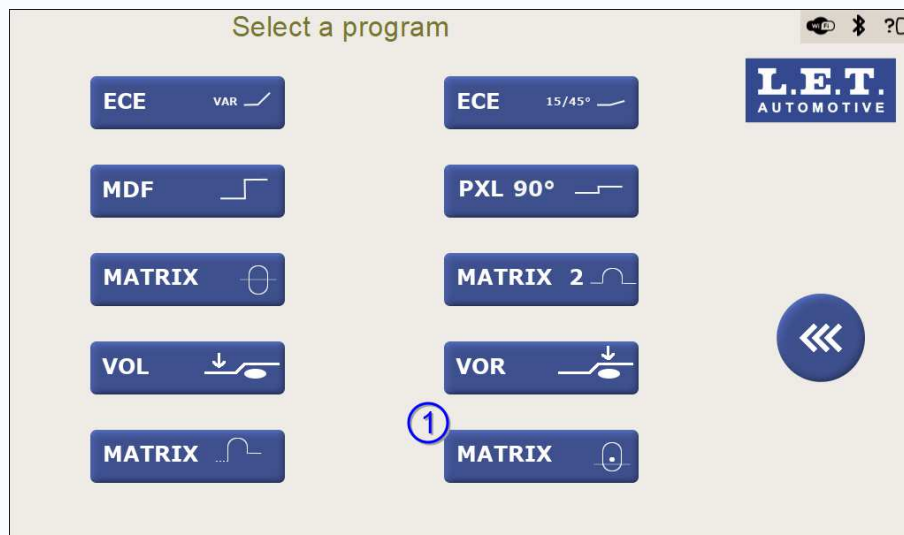 Select a program
WiFi
?
ECE VAR
ECE 15/45°
L.E.T.
AUTOMOTIVE
MDF
PXL 90°
MATRIX
MATRIX 2
VOL
VOR
1
MATRIX
MATRIX